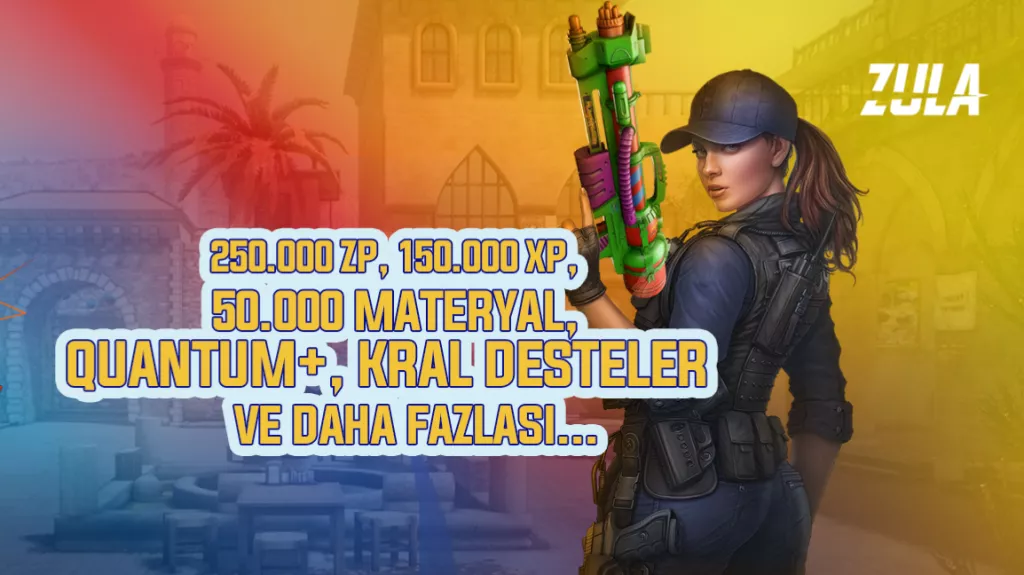 ZULA
250.000 ZP, 150.000 XP,
50.000 MATERYAL,
QUANTUM+, KRAL DESTELER
VE DAHA FAZLASI...